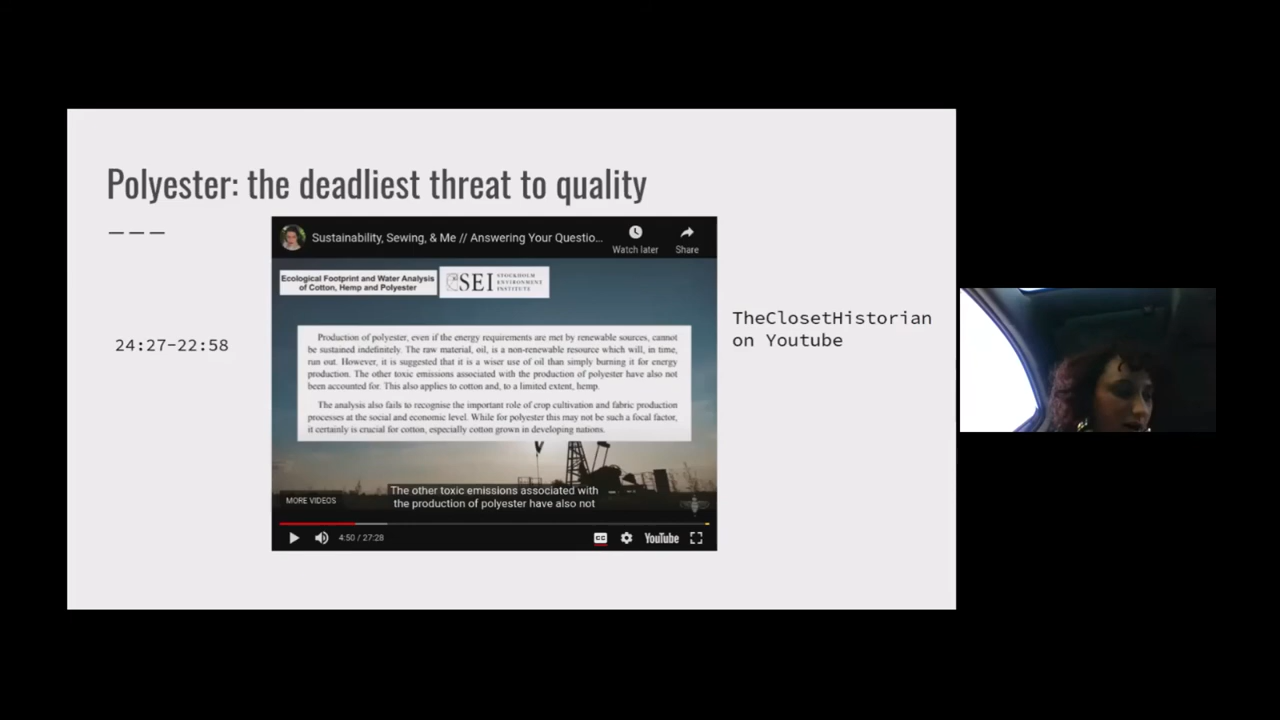 Polyester: the deadliest threat to quality
Sustainability, Sewing, & Me // Answering Your Questio...
Watch later
Share
Ecological Footprint and Water Analysis
of Cotton, Hemp and Polyester
SEI STOCKHOLM
ENVIRONMENT
INSTITUTE
Production of polyester, even if the energy requirements are met by renewable sources, cannot
be sustained indefinitely. The raw material, oil, is a non-renewable resource which will, in time,
run out. However, it is suggested that it is a wiser use of oil than simply burning it for energy
production. The other toxic emissions associated with the production of polyester have also not
been accounted for. This also applies to cotton and, to a limited extent, hemp.
The analysis also fails to recognise the important role of crop cultivation and fabric production
processes at the social and economic level. While for polyester this may not be such a focal factor,
it certainly is crucial for cotton, especially cotton grown in developing nations.
24:27-22:58
TheClosetHistorian
on Youtube
MORE VIDEOS
The other toxic emissions associated with
the production of polyester have also not
4:50 / 27:28
CC
YouTube